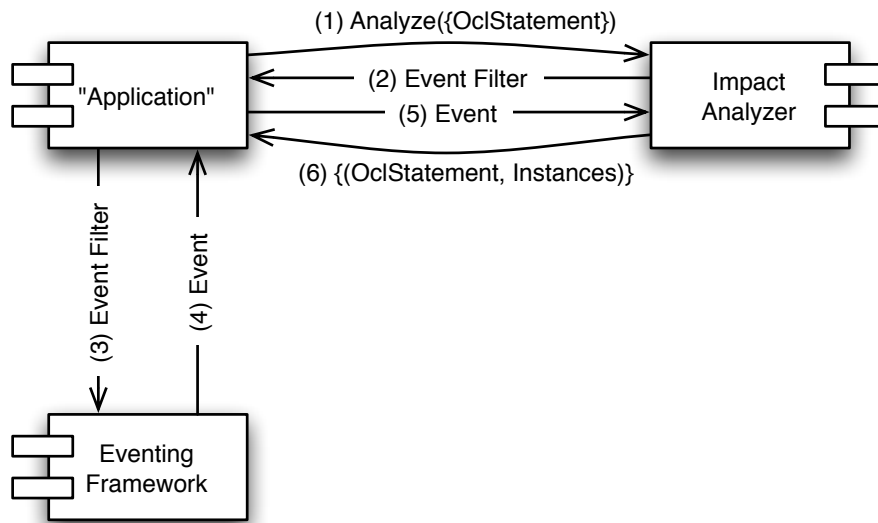 (1) Analyze({OclStatement})
"Application"
(2) Event Filter
(5) Event
Impact
Analyzer
(6) {(OclStatement, Instances)}
(3) Event Filter
(4) Event
Eventing
Framework